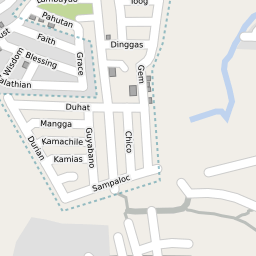 Pahutan
Faith
Blessing
Wisdom
Grace
Dinggas
Gem
Duhat
Mangga
Kamachile
Kamias
Durian
Guyabano
Chico
Sampaloc